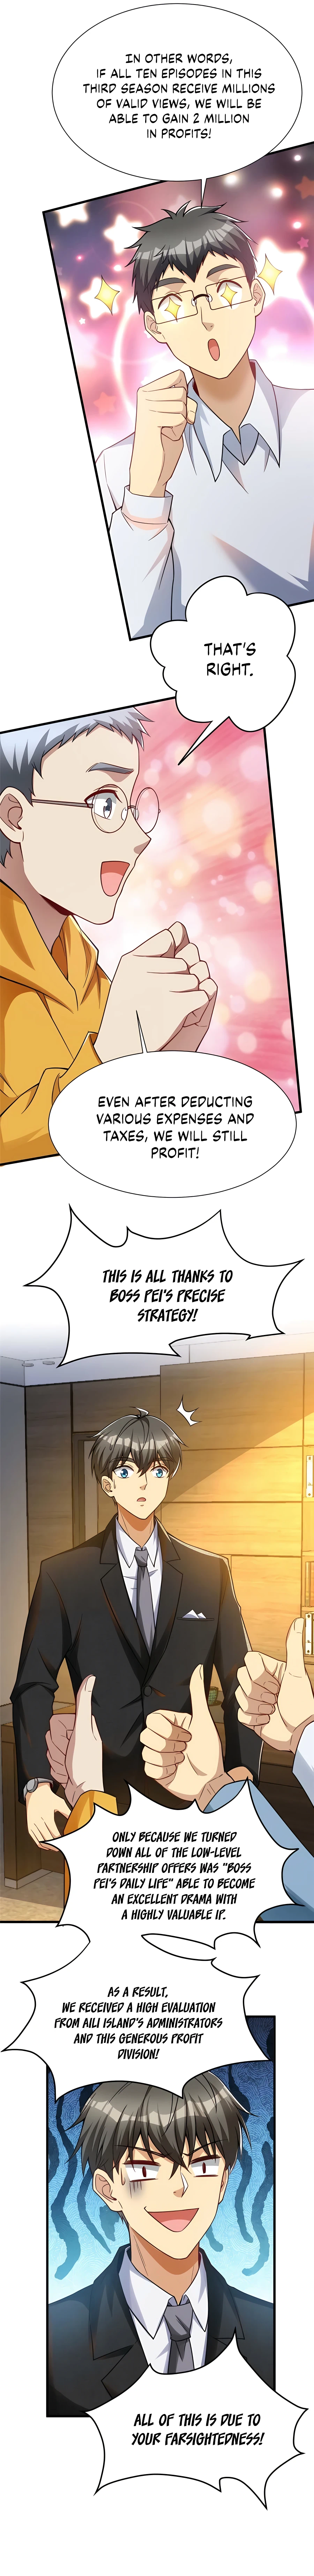 IN OTHER WORDS,
IF ALL TEN EPISODES IN THIS
THIRD SEASON RECEIVE MILLIONS
OF VALID VIEWS, WE WILL BE
ABLE TO GAIN 2 MILLION
IN PROFITS!
THAT'S
RIGHT.
EVEN AFTER DEDUCTING
VARIOUS EXPENSES AND
TAXES, WE WILL STILL
PROFIT!
THIS IS ALL THANKS TO
BOSS PEI'S PRECISE
STRATEGY!
ONLY BECAUSE WE TURNED
DOWN ALL OF THE LOW-LEVEL
PARTNERSHIP OFFERS WAS "BOSS
PEI'S DAILY LIFE" ABLE TO BECOME
AN EXCELLENT DRAMA WITH
A HIGHLY VALUABLE IP.
AS A RESULT,
WE RECEIVED A HIGH EVALUATION
FROM AILI ISLAND'S ADMINISTRATORS
AND THIS GENEROUS PROFIT
DIVISION!
ALL OF THIS IS DUE TO
YOUR FARSIGHTEDNESS!